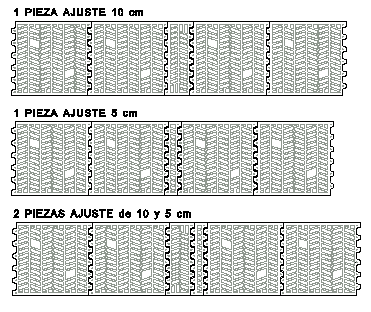 1 PIEZA AJUSTE 10 cm
1 PIEZA AJUSTE 5 cm
2 PIEZAS AJUSTE de 10 y 5 cm